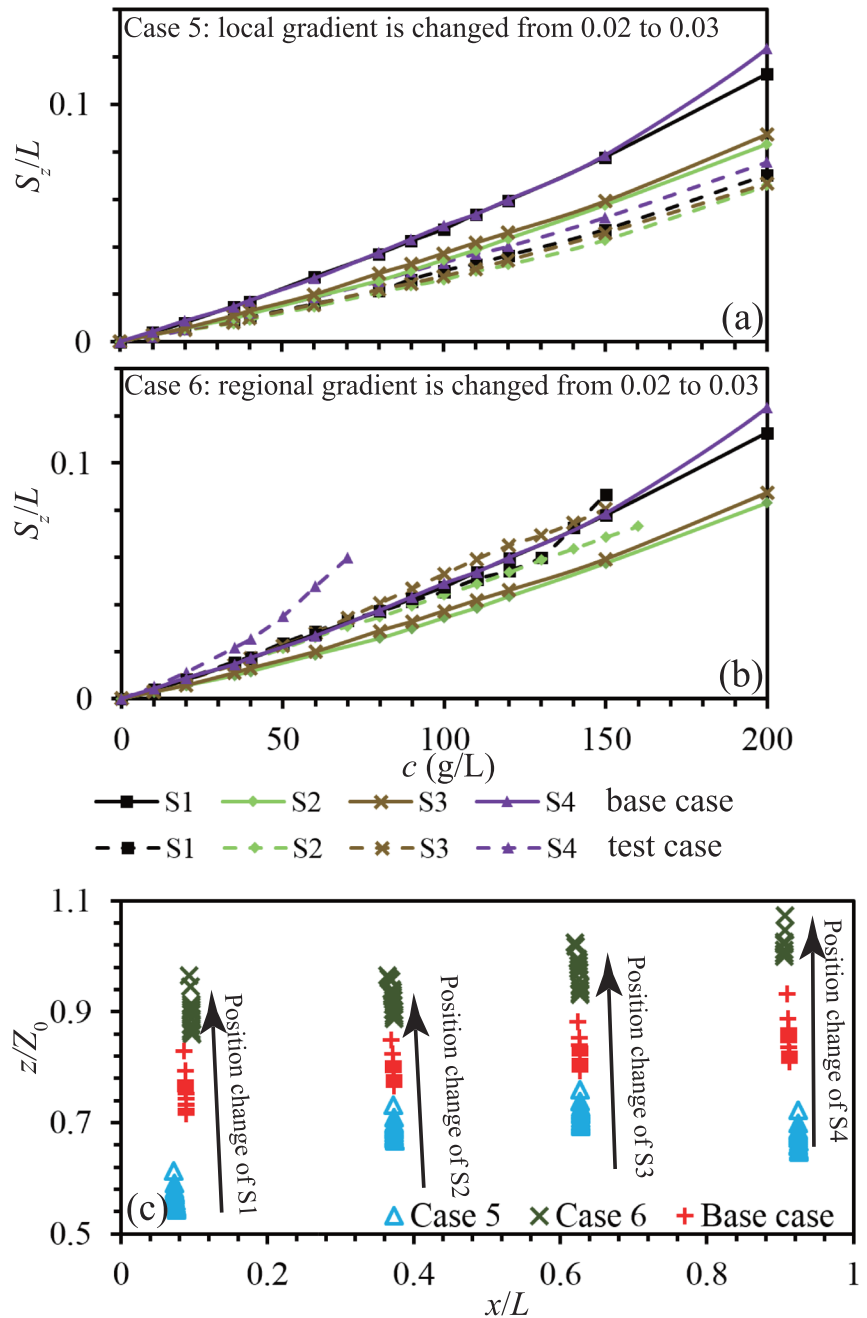 Case 5: local gradient is changed from 0.02 to 0.03
0.1
S_z/L
0
(a)
Case 6: regional gradient is changed from 0.02 to 0.03
0.1
S_z/L
0
(b)
0 50 100 150 200
c (g/L)
S1 S2 S3 S4 base case
S1 S2 S3 S4 test case
1.1
0.9
0.7
0.5
z/Z_0
Position change of S1
Position change of S2
Position change of S3
Position change of S4
(c)
Case 5 Case 6 Base case
0 0.2 0.4 0.6 0.8 1
x/L